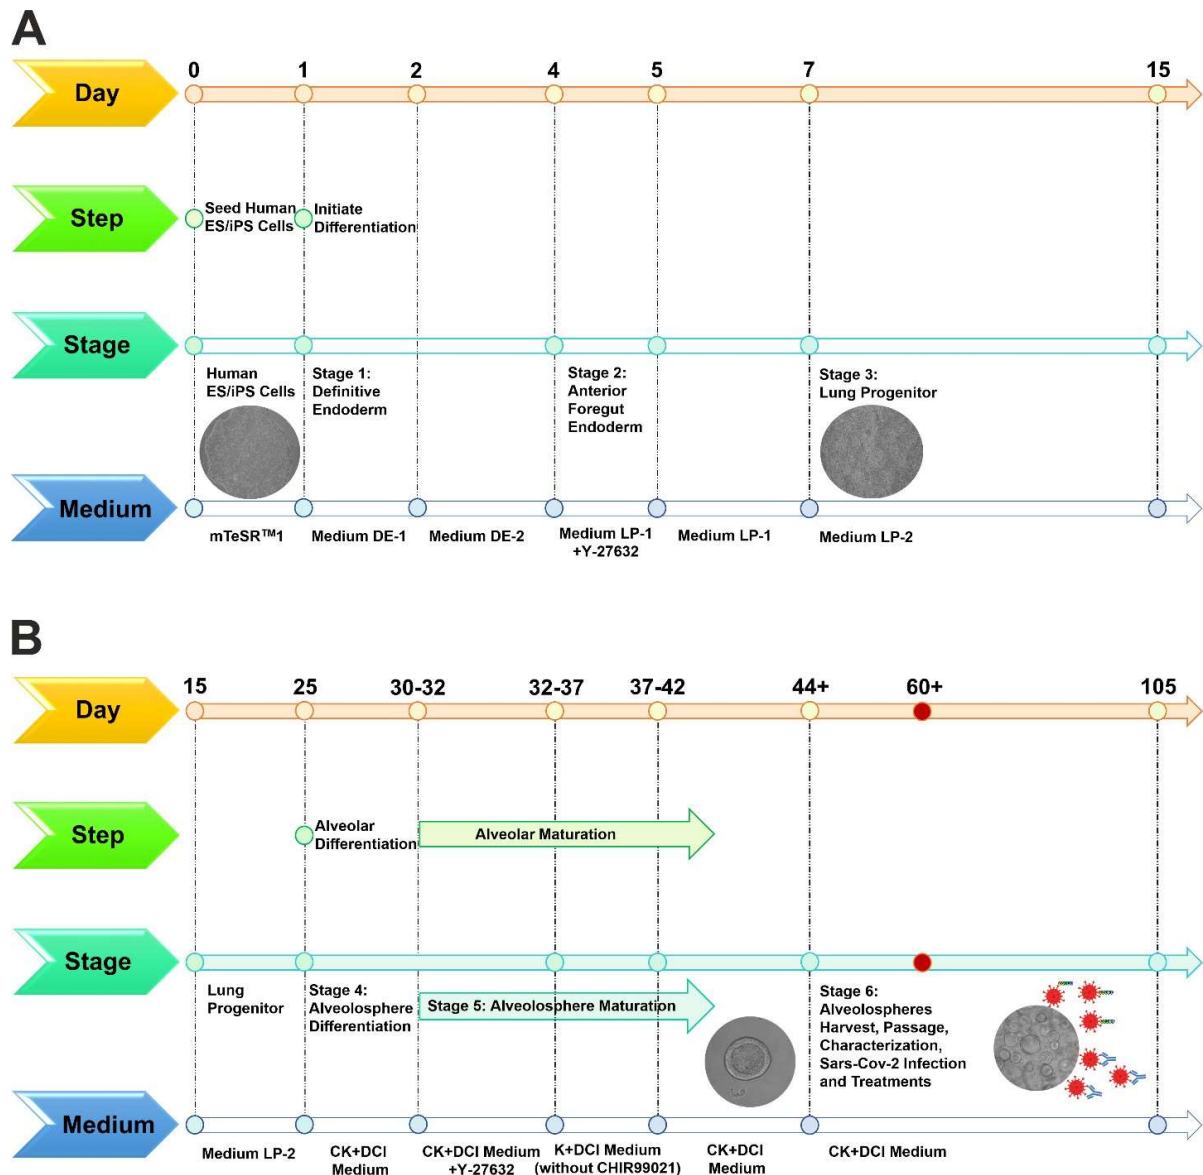 A
Day
0 1 2 4 5 7 15
Step
Seed Human
ES/iPS Cells
Initiate
Differentiation
Stage
Human
ES/iPS Cells
Stage 1:
Definitive
Endoderm
Stage 2:
Anterior
Foregut
Endoderm
Stage 3:
Lung Progenitor
Medium
mTeSR™1
Medium DE-1
Medium DE-2
Medium LP-1
+Y-27632
Medium LP-1
Medium LP-2
B
Day
15 25 30-32 32-37 37-42 44+ 60+ 105
Step
Alveolar
Differentiation
Alveolar Maturation
Stage
Lung
Progenitor
Stage 4:
Alveolosphere
Differentiation
Stage 5: Alveolosphere Maturation
Stage 6:
Alveolospheres
Harvest, Passage,
Characterization,
Sars-Cov-2 Infection
and Treatments
Medium
Medium LP-2
CK+DCI
Medium
CK+DCI Medium
+Y-27632
K+DCI Medium
(without CHIR99021)
CK+DCI
Medium
CK+DCI Medium